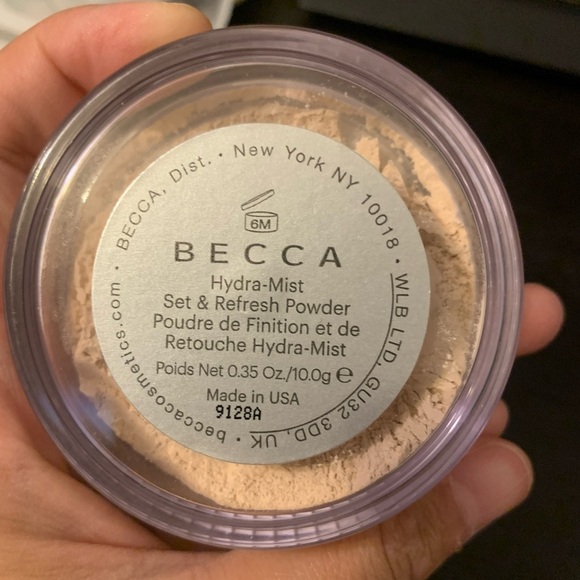 BECCA, Dist. · New York NY 10018 · WLB LTD, GU32 3DD, UK · beccacosmetics.com ·
6M
BECCA
Hydra-Mist
Set & Refresh Powder
Poudre de Finition et de
Retouche Hydra-Mist
Poids Net 0.35 Oz./10.0g ℮
Made in USA
9128A